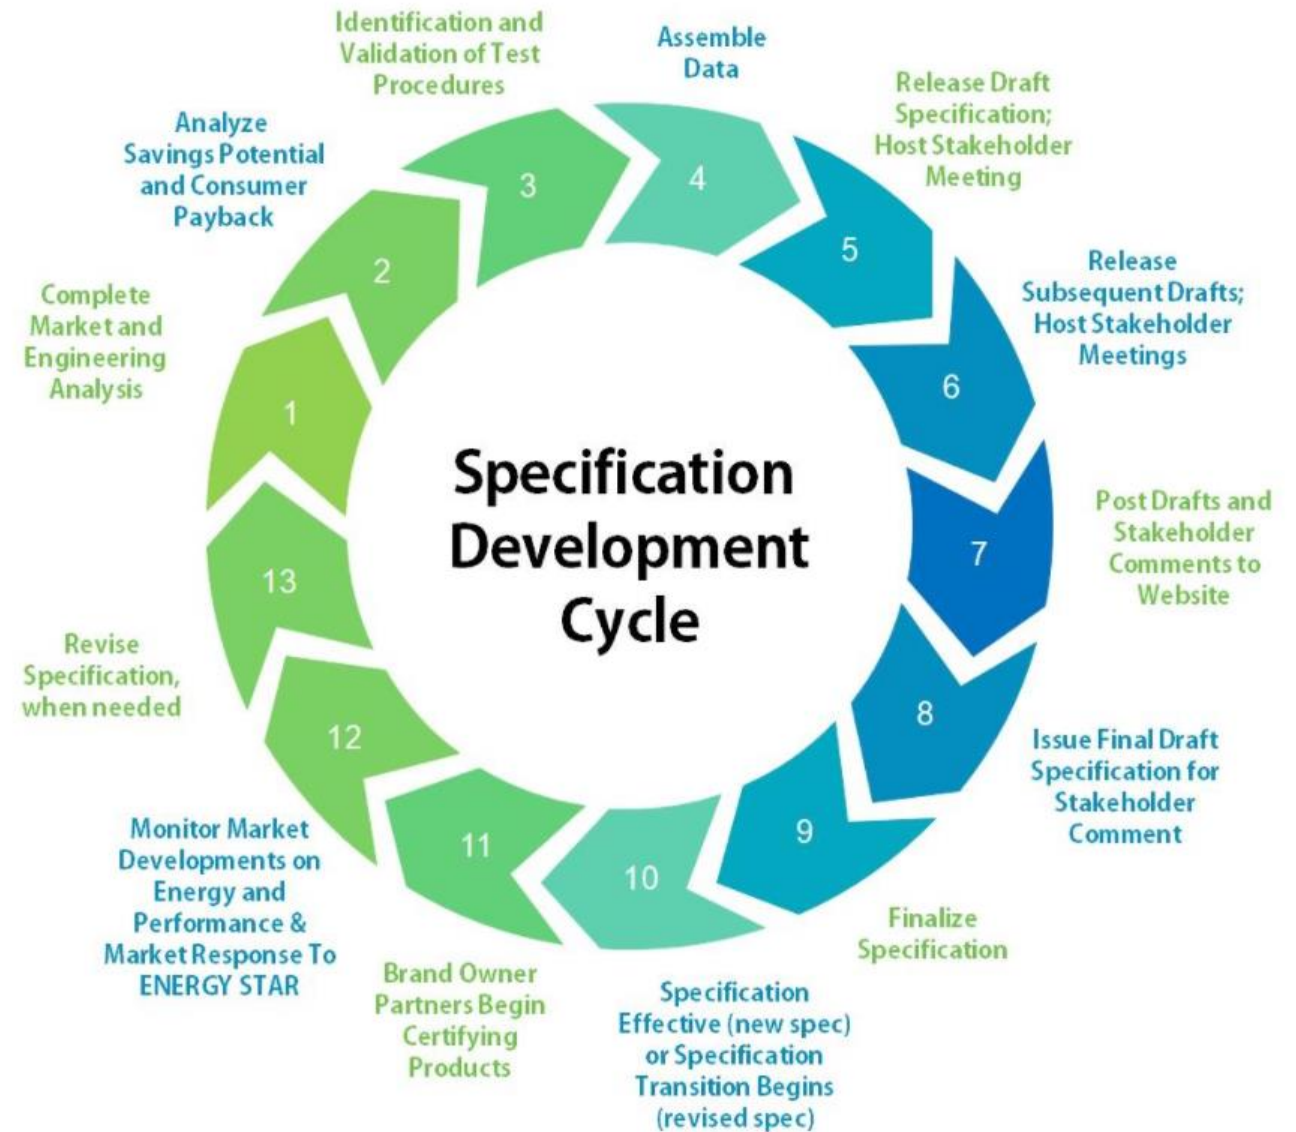 Specification
Development
Cycle
1
Complete
Market and
Engineering
Analysis
2
Analyze
Savings Potential
and Consumer
Payback
3
Identification and
Validation of Test
Procedures
4
Assemble
Data
5
Release Draft
Specification;
Host Stakeholder
Meeting
6
Release
Subsequent Drafts;
Host Stakeholder
Meetings
7
Post Drafts and
Stakeholder
Comments to
Website
8
Issue Final Draft
Specification for
Stakeholder
Comment
9
Finalize
Specification
10
Specification
Effective (new spec)
or Specification
Transition Begins
(revised spec)
11
Brand Owner
Partners Begin
Certifying
Products
12
Monitor Market
Developments on
Energy and
Performance &
Market Response To
ENERGY STAR
13
Revise
Specification,
when needed